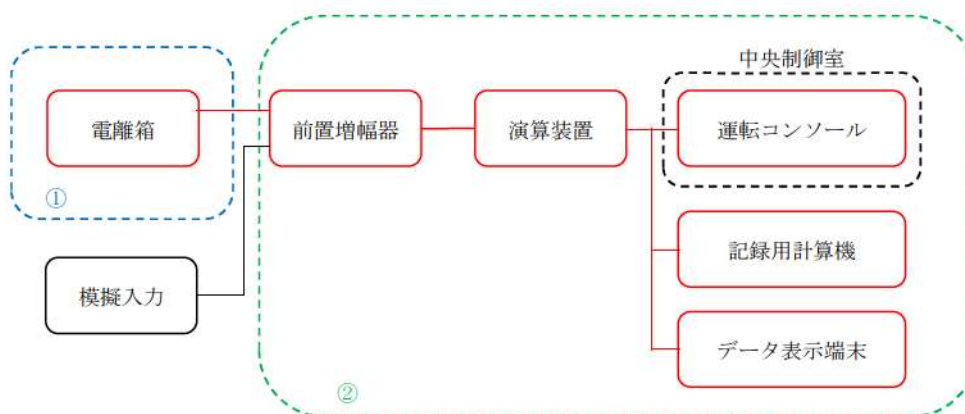 中央制御室
電離箱
前置増幅器
演算装置
運転コンソール
①
模擬入力
記録用計算機
データ表示端末
②